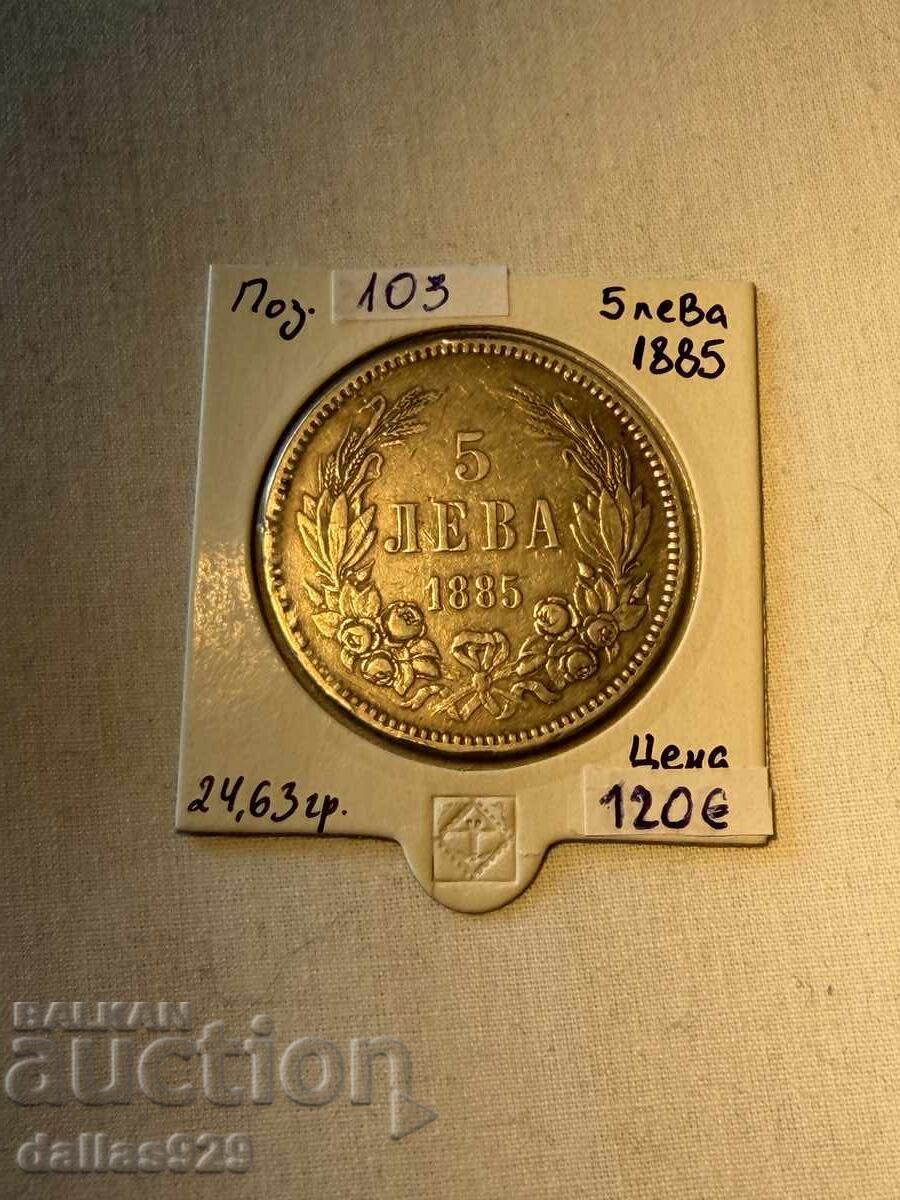 Поз. 103
5 лева
1885
5
ЛЕВА
1885
24,63гр.
Цена
120€
BALKAN
auction
dallas929